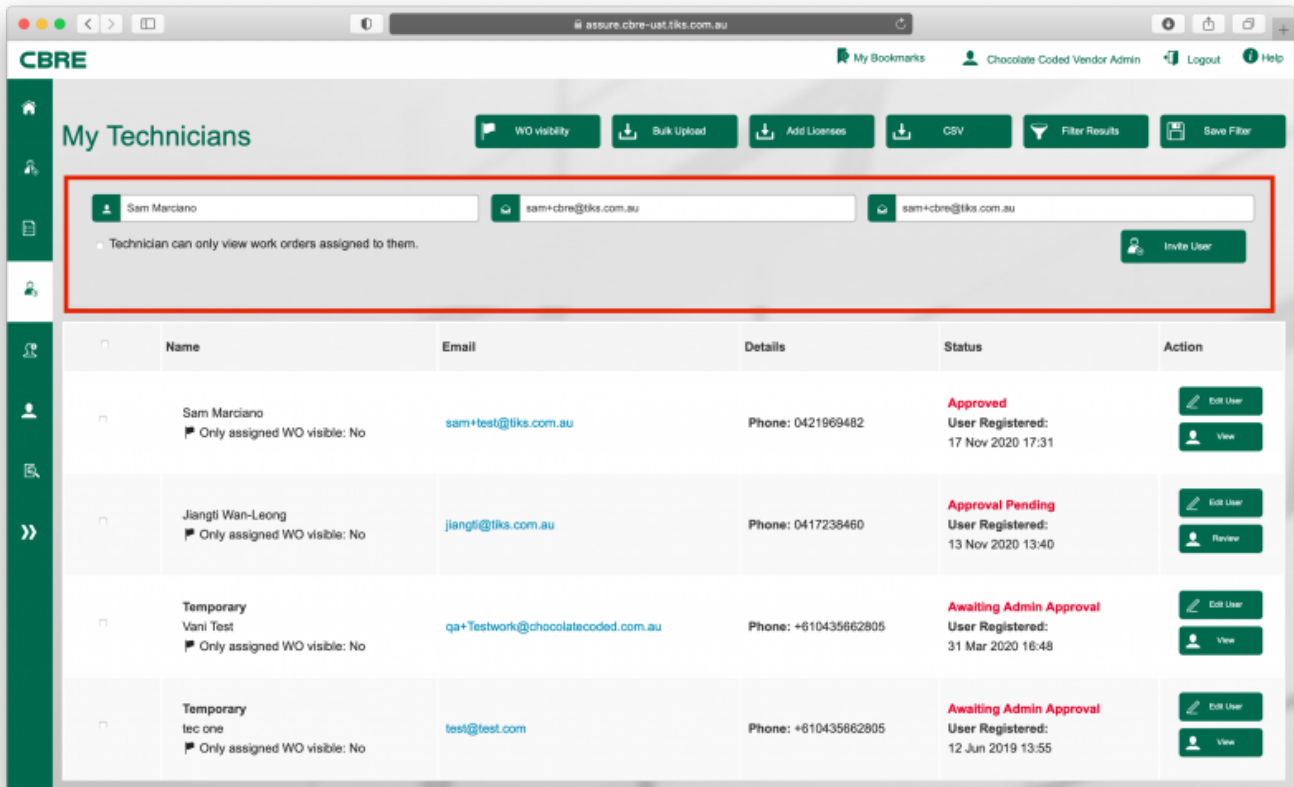 assure.cbre-uat.tiks.com.au
CBRE
My Bookmarks
Chocolate Coded Vendor Admin
Logout
Help
My Technicians
WO visibility
Bulk Upload
Add Licenses
CSV
Filter Results
Save Filter
Sam Marciano
sam+cbre@tiks.com.au
sam+cbre@tiks.com.au
Technician can only view work orders assigned to them.
Invite User
Name
Email
Details
Status
Action
Sam Marciano
Only assigned WO visible: No
sam+test@tiks.com.au
Phone: 0421969482
Approved
User Registered:
17 Nov 2020 17:31
Edit User
View
Jiangti Wan-Leong
Only assigned WO visible: No
jiangti@tiks.com.au
Phone: 0417238460
Approval Pending
User Registered:
13 Nov 2020 13:40
Edit User
Review
Temporary
Vani Test
Only assigned WO visible: No
qa+Testwork@chocolatecoded.com.au
Phone: +610435662805
Awaiting Admin Approval
User Registered:
31 Mar 2020 16:48
Edit User
View
Temporary
tec one
Only assigned WO visible: No
test@test.com
Phone: +610435662805
Awaiting Admin Approval
User Registered:
12 Jun 2019 13:55
Edit User
View